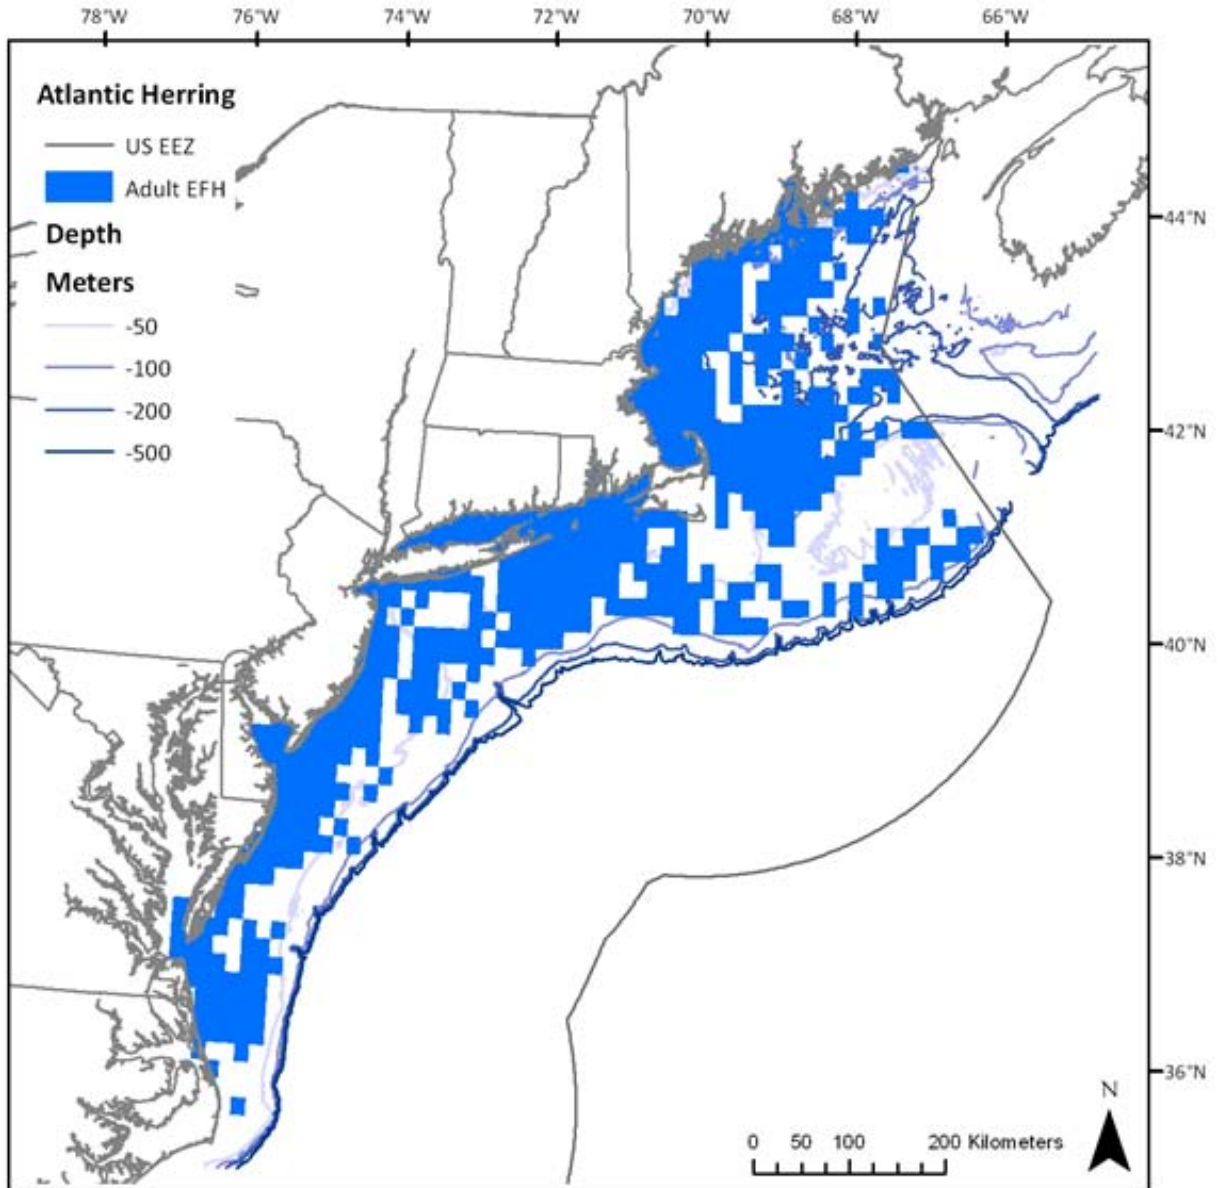 78°W 76°W 74°W 72°W 70°W 68°W 66°W
Atlantic Herring
US EEZ
Adult EFH
Depth
Meters
-50
-100
-200
-500
44°N
42°N
40°N
38°N
36°N
N
0 50 100 200 Kilometers